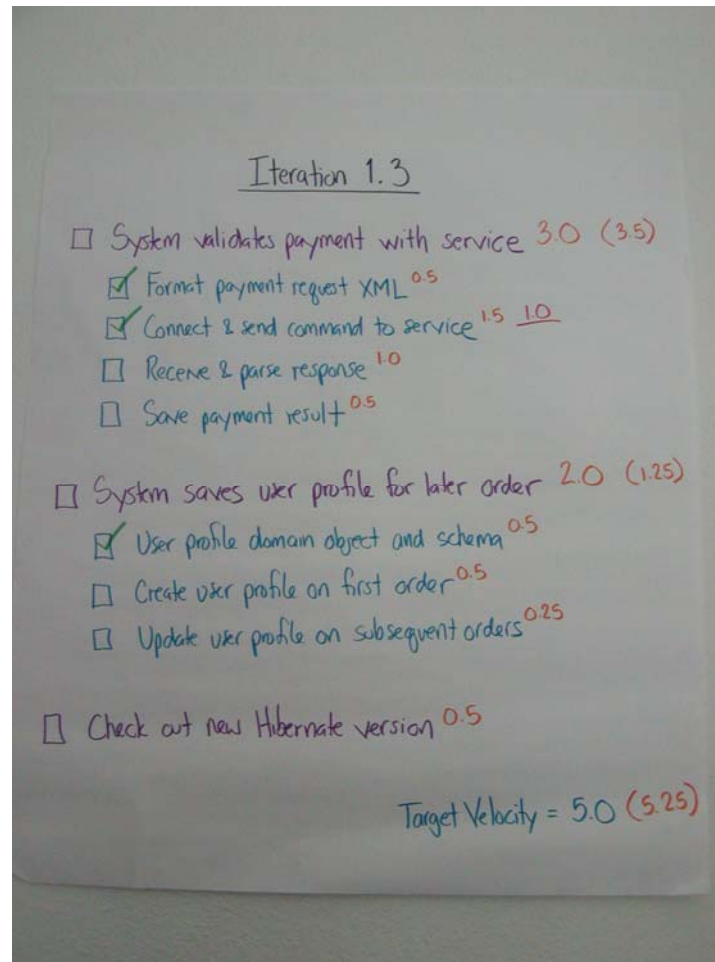 Iteration 1.3
System validates payment with service 3.0 (3.5)
Format payment request XML 0.5
Connect & send command to service 1.5 1.0
Receive & parse response 1.0
Save payment result 0.5
System saves user profile for later order 2.0 (1.25)
User profile domain object and schema 0.5
Create user profile on first order 0.5
Update user profile on subsequent orders 0.25
Check out new Hibernate version 0.5
Target Velocity = 5.0 (5.25)